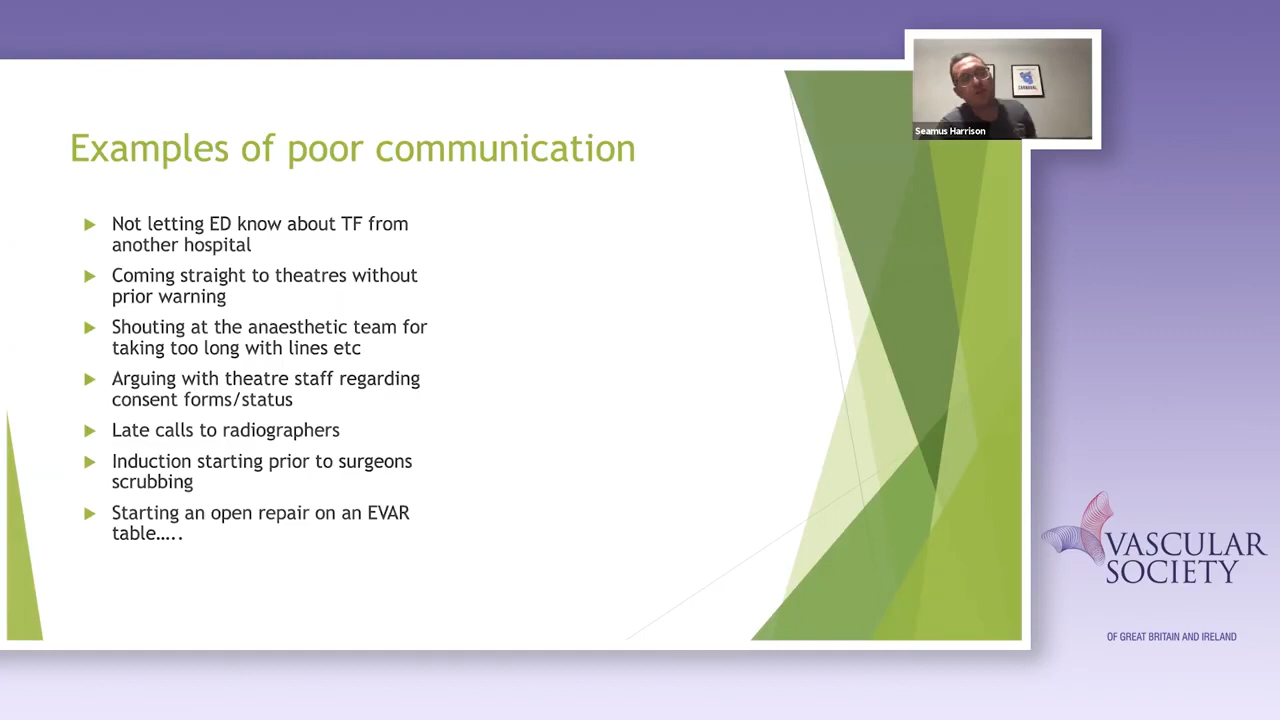 Examples of poor communication
Not letting ED know about TF from
another hospital
Coming straight to theatres without
prior warning
Shouting at the anaesthetic team for
taking too long with lines etc
Arguing with theatre staff regarding
consent forms/status
Late calls to radiographers
Induction starting prior to surgeons
scrubbing
Starting an open repair on an EVAR
table.....
CARNAVAL
Seamus Harrison
VASCULAR
SOCIETY
OF GREAT BRITAIN AND IRELAND